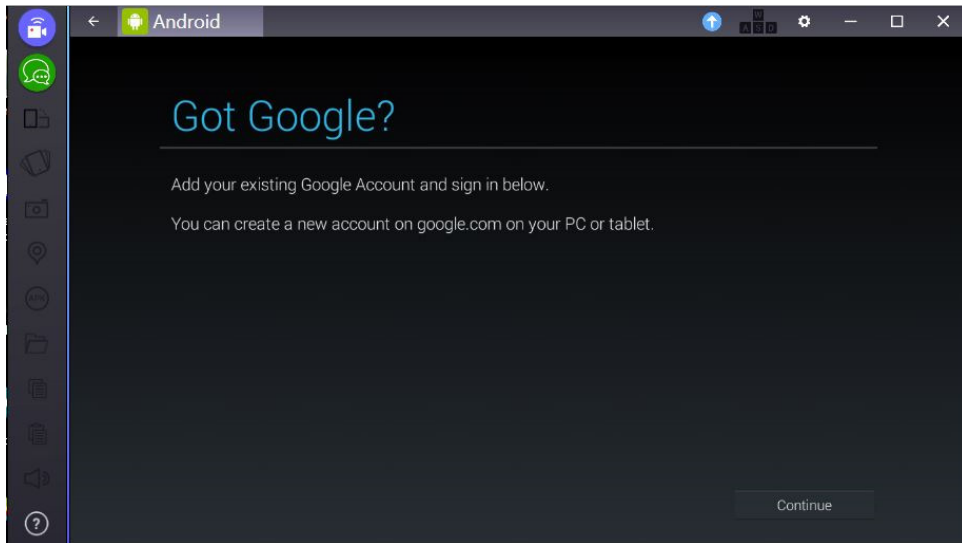 Android
W
A S D
Got Google?
Add your existing Google Account and sign in below.
You can create a new account on google.com on your PC or tablet.
APK
Continue
?